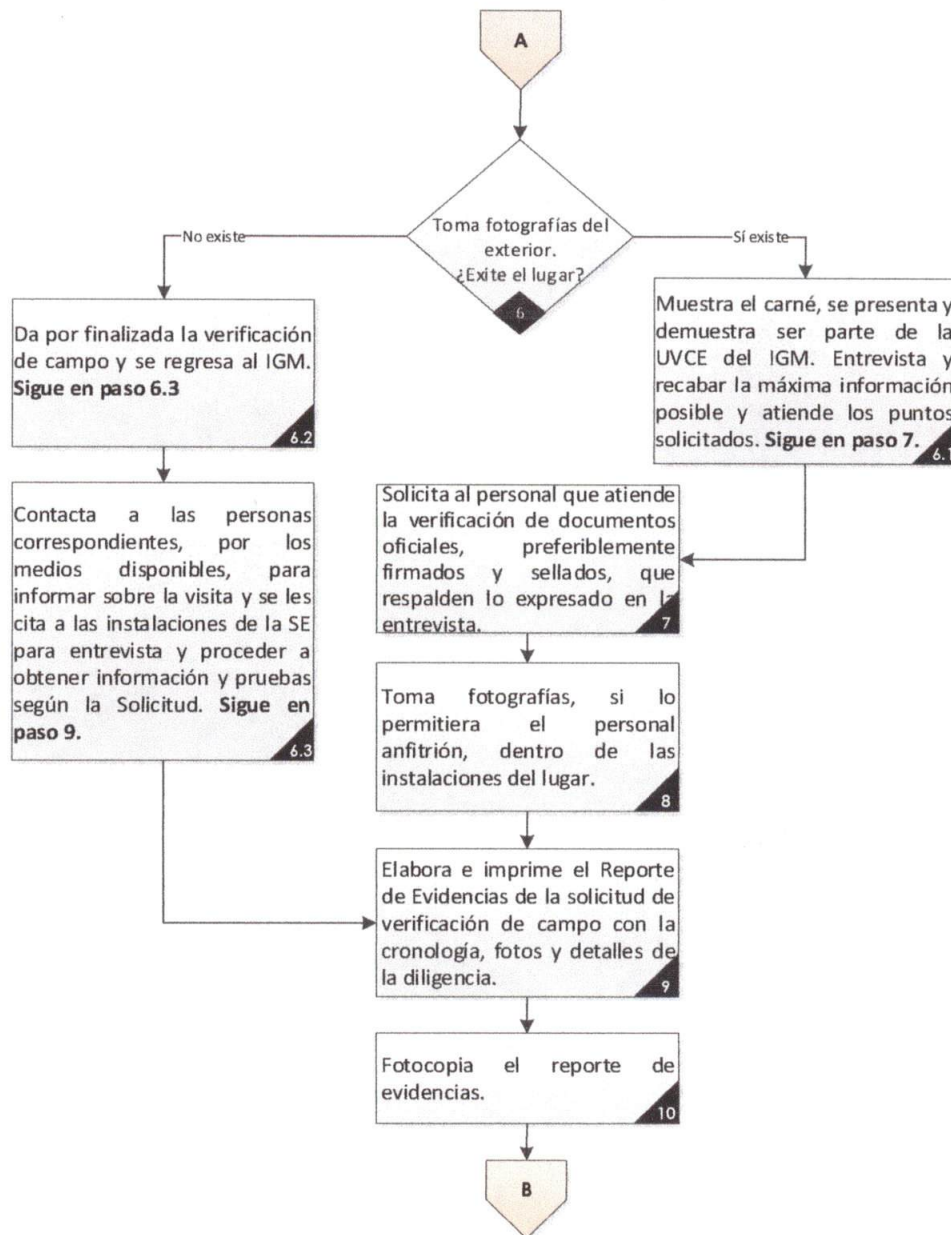 A
Toma fotografías del
exterior.
¿Exite el lugar?
6
No existe
Sí existe
Da por finalizada la verificación
de campo y se regresa al IGM.
Sigue en paso 6.3
6.2
Muestra el carné, se presenta y
demuestra ser parte de la
UVCE del IGM. Entrevista y
recabar la máxima información
posible y atiende los puntos
solicitados. Sigue en paso 7.
6.1
Contacta a las personas
correspondientes, por los
medios disponibles, para
informar sobre la visita y se les
cita a las instalaciones de la SE
para entrevista y proceder a
obtener información y pruebas
según la Solicitud. Sigue en
paso 9.
6.3
Solicita al personal que atiende
la verificación de documentos
oficiales, preferiblemente
firmados y sellados, que
respalden lo expresado en la
entrevista.
7
Toma fotografías, si lo
permitiera el personal
anfitrión, dentro de las
instalaciones del lugar.
8
Elabora e imprime el Reporte
de Evidencias de la solicitud de
verificación de campo con la
cronología, fotos y detalles de
la diligencia.
9
Fotocopia el reporte de
evidencias.
10
B